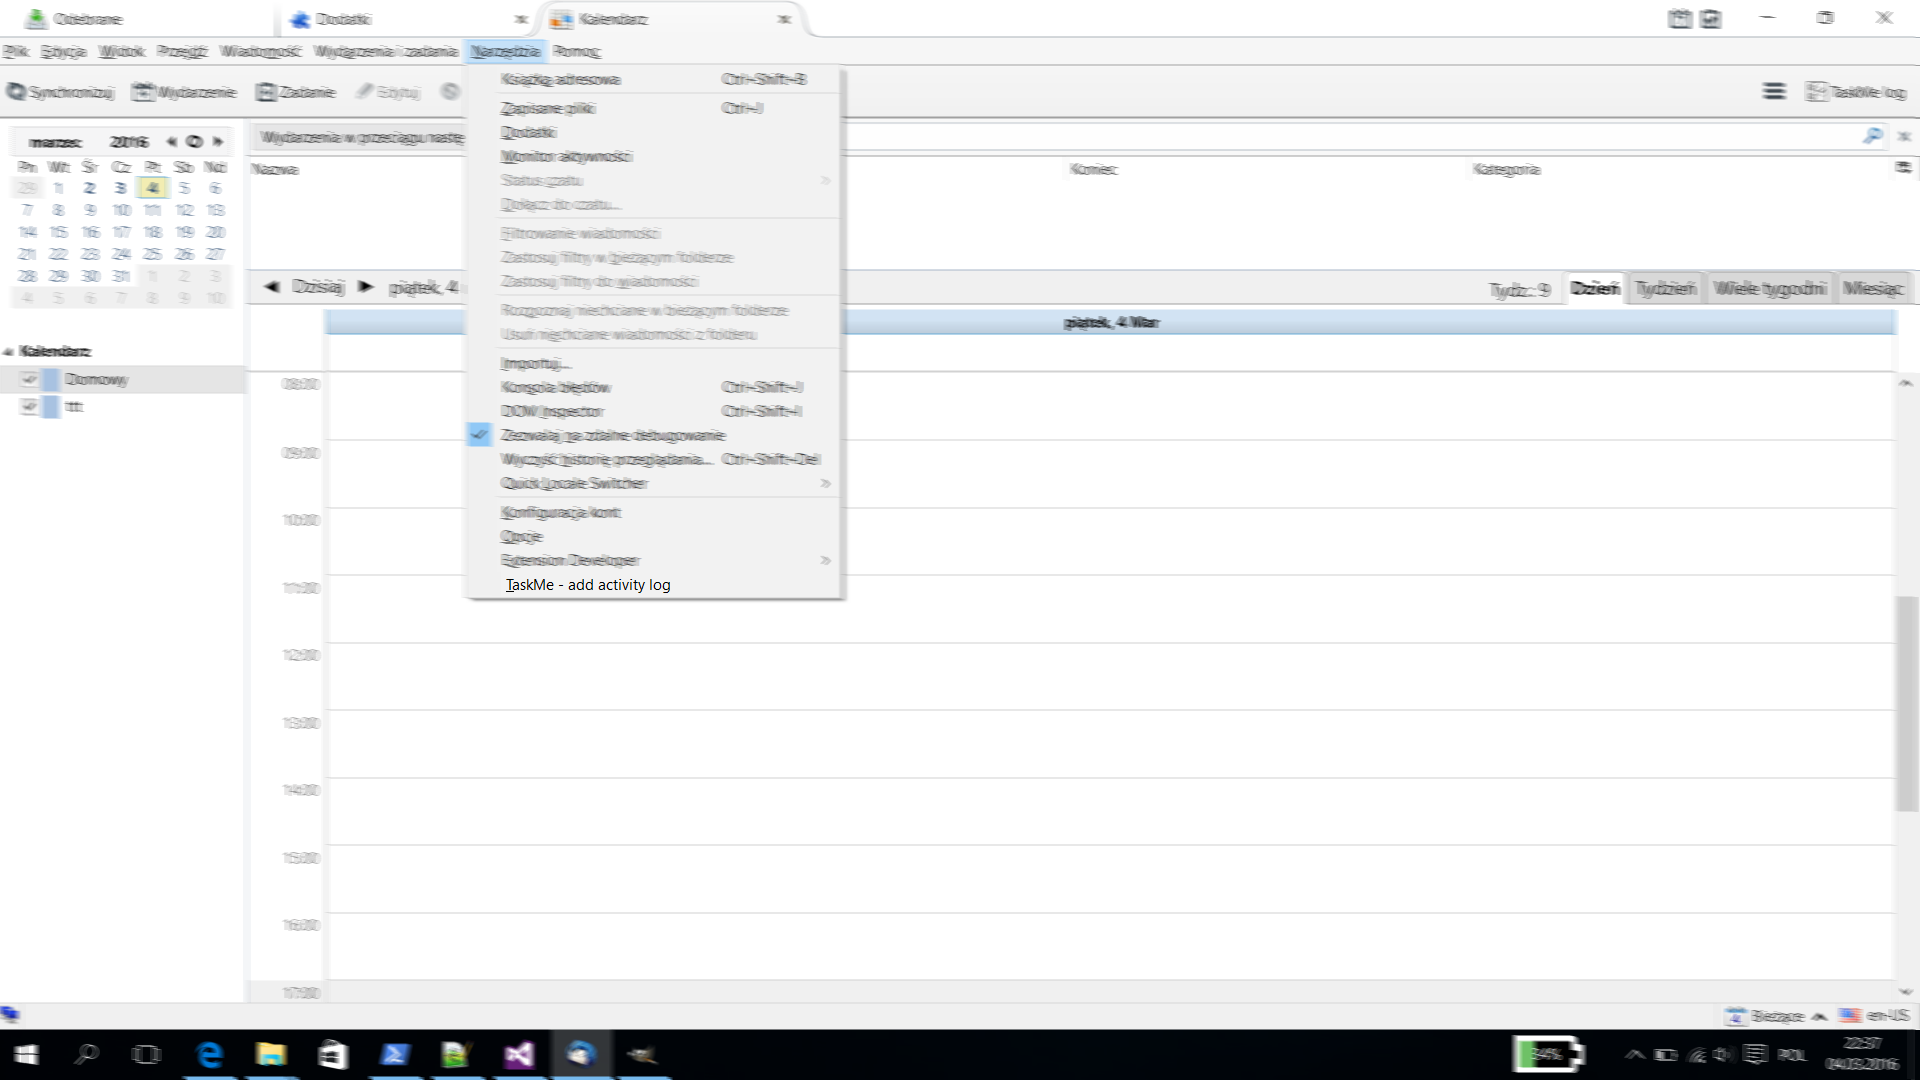 Odebrane
Dodatki
Kalendarz
Plik Edycja Widok Przejdź Wiadomość Wydarzenia i zadania Narzędzia Pomoc
Synchronizuj Wydarzenie Zadanie Edytuj
TaskMe log
marzec 2016
Pn Wt Śr Cz Pt Sb Nd
29 1 2 3 4 5 6
7 8 9 10 11 12 13
14 15 16 17 18 19 20
21 22 23 24 25 26 27
28 29 30 31 1 2 3
4 5 6 7 8 9 10
Kalendarz
Domowy
ttt
Wydarzenia w przeciągu nastę
Nazwa
Koniec
Kategoria
Dzisiaj
piątek, 4
Tydz.: 9
Dzień Tydzień Wiele tygodni Miesiąc
piątek, 4 Mar
Książka adresowa Ctrl+Shift+B
Zapisane pliki Ctrl+J
Dodatki
Monitor aktywności
Status czatu
Dołącz do czatu...
Filtrowanie wiadomości
Zastosuj filtry w bieżącym folderze
Zastosuj filtry do wiadomości
Rozpoznaj niechciane w bieżącym folderze
Usuń niechciane wiadomości z folderu
Importuj...
Konsola błędów Ctrl+Shift+J
DOM Inspector Ctrl+Shift+I
Zezwalaj na zdalne debugowanie
Wyczyść historię przeglądania... Ctrl+Shift+Del
Quick Locale Switcher
Konfiguracja kont
Opcje
Extension Developer
TaskMe - add activity log
08:00
09:00
10:00
11:00
12:00
13:00
14:00
15:00
16:00
17:00
Bieżące
en-US
34%
POL
22:37
04.03.2016